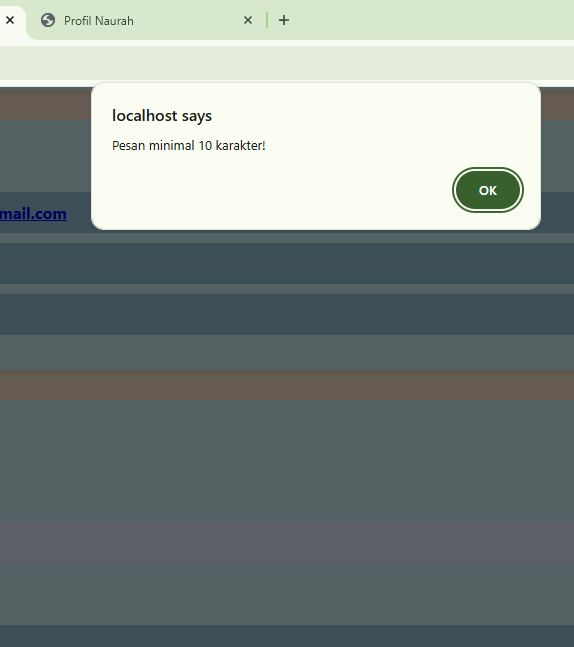 Profil Naurah
localhost says
Pesan minimal 10 karakter!
OK
mail.com